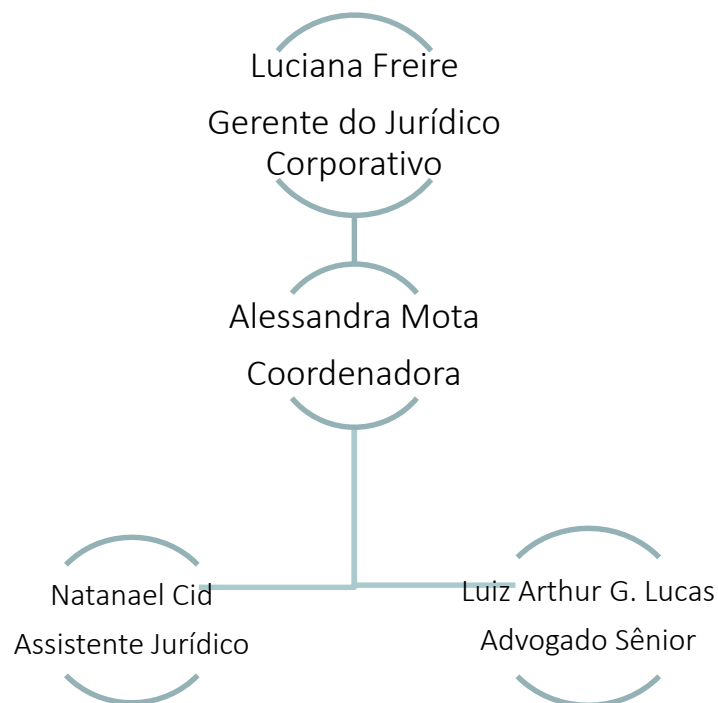 Luciana Freire
Gerente do Jurídico
Corporativo
Alessandra Mota
Coordenadora
Natanael Cid
Assistente Jurídico
Luiz Arthur G. Lucas
Advogado Sênior